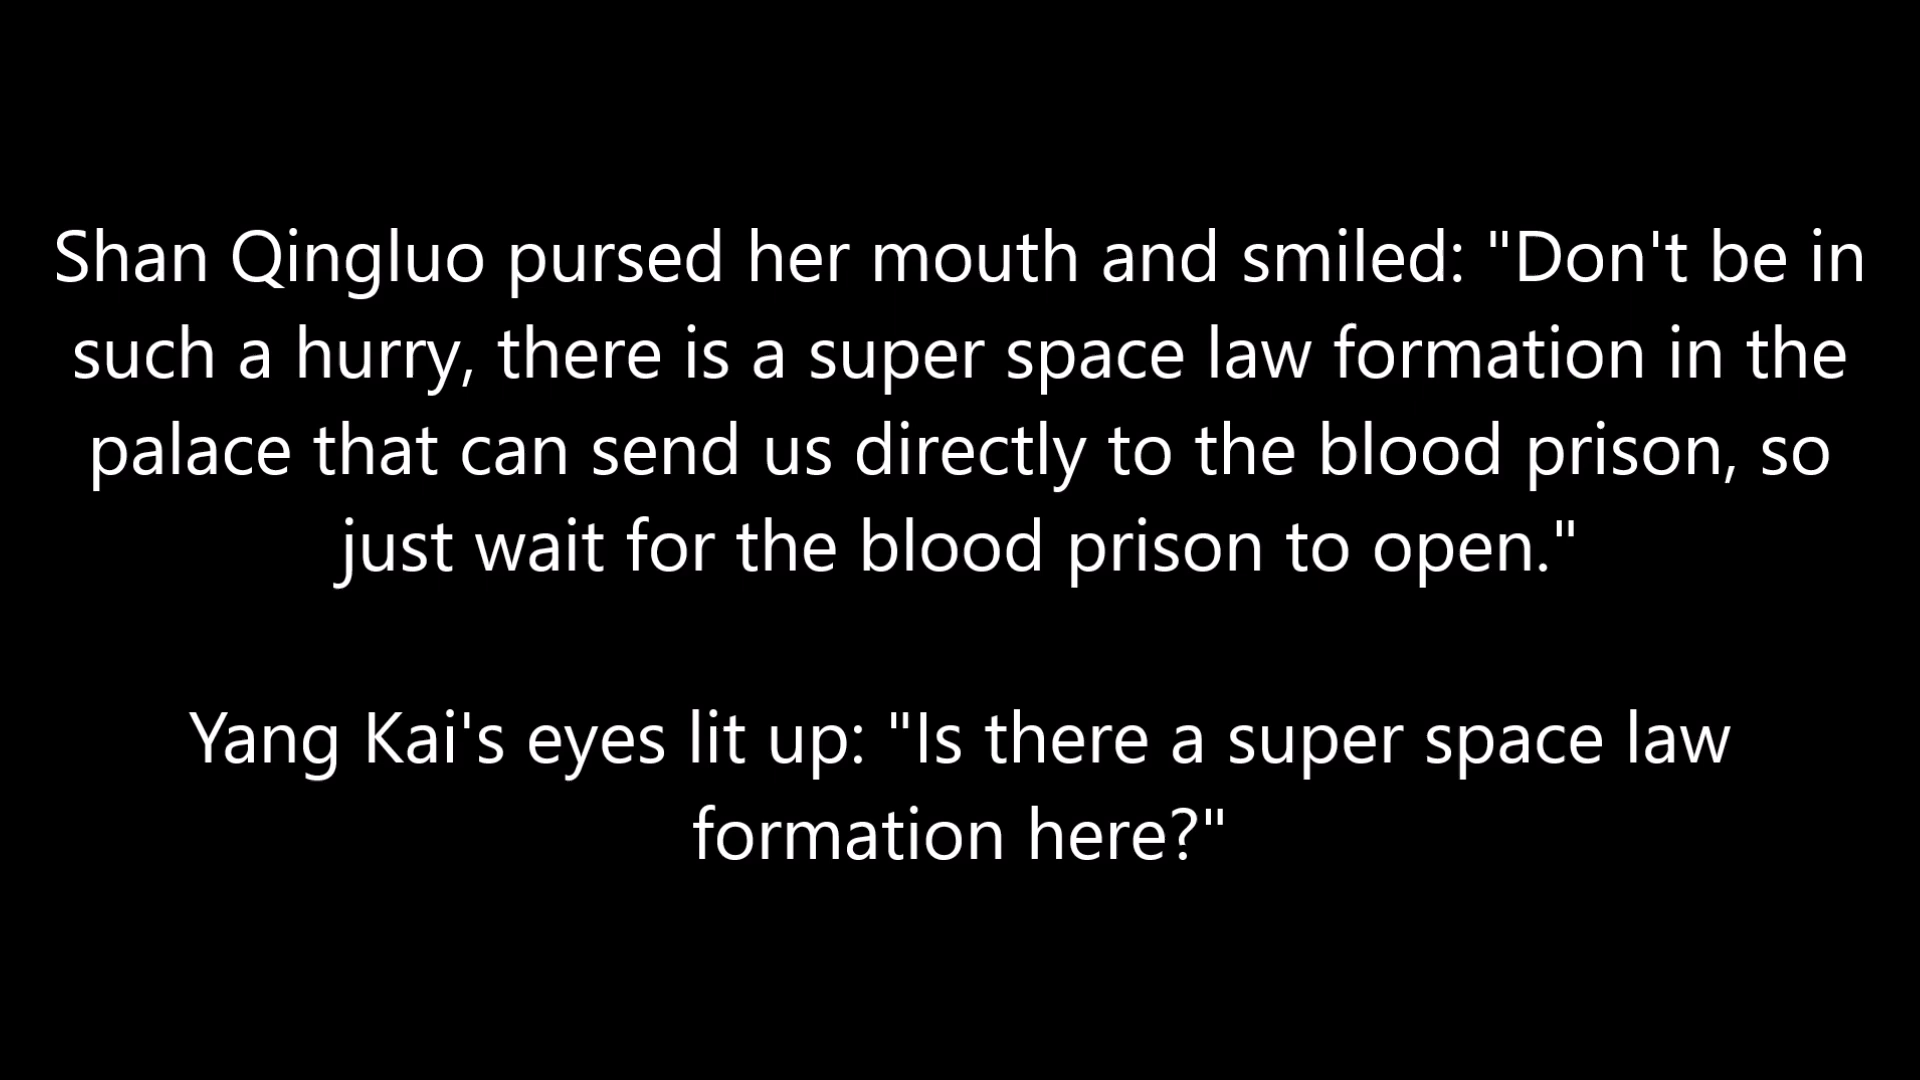 Shan Qingluo pursed her mouth and smiled: "Don't be in
such a hurry, there is a super space law formation in the
palace that can send us directly to the blood prison, so
just wait for the blood prison to open."
Yang Kai's eyes lit up: "Is there a super space law
formation here?"